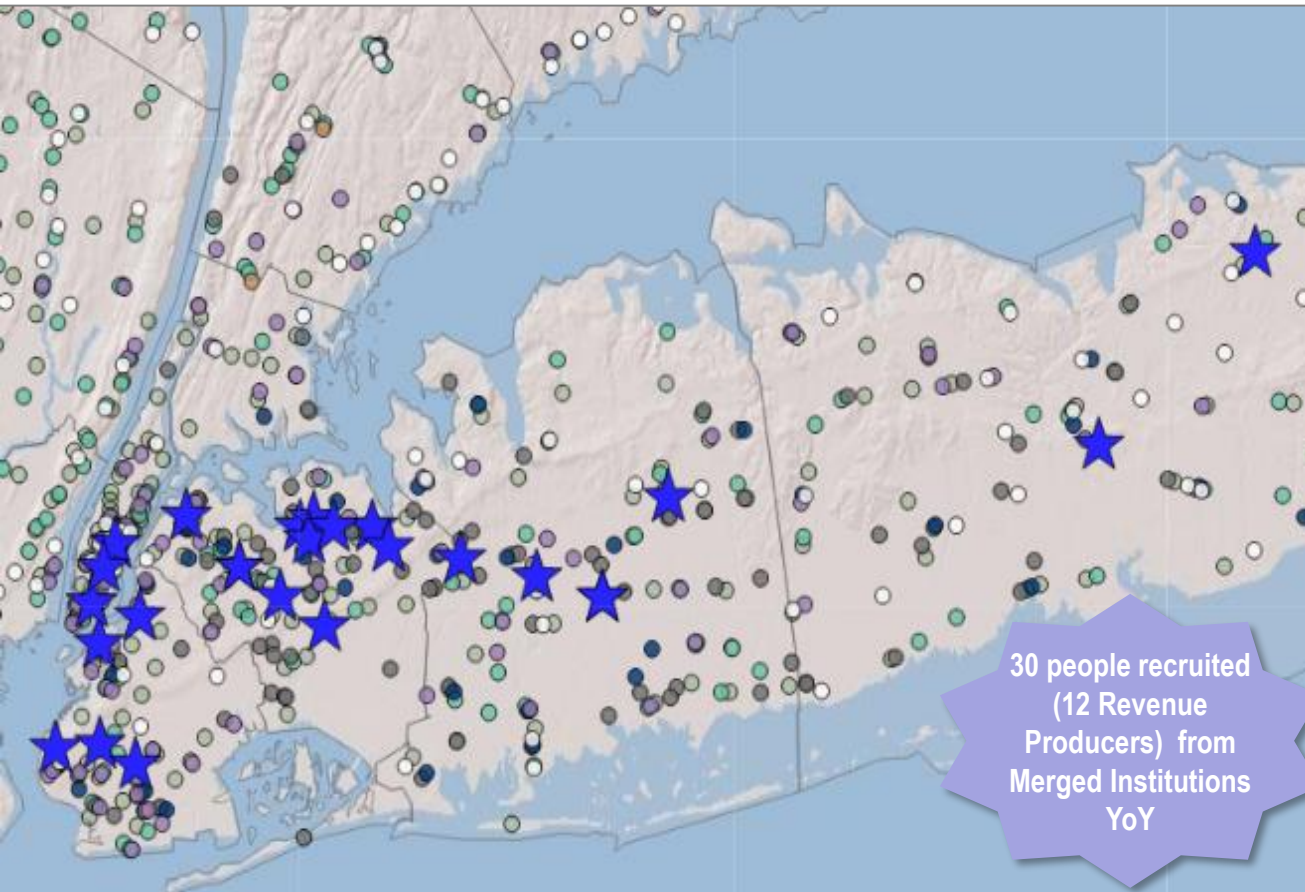 30 people recruited
(12 Revenue
Producers) from
Merged Institutions
YoY